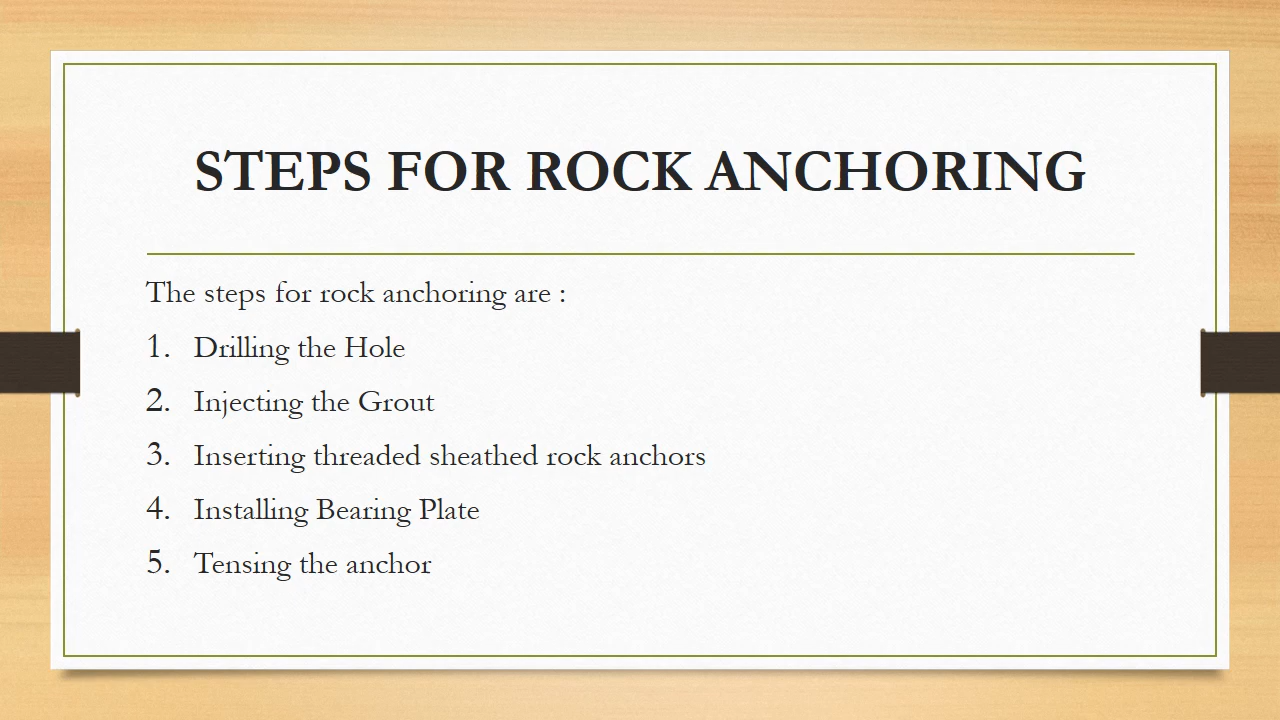 STEPS FOR ROCK ANCHORING
The steps for rock anchoring are :
1. Drilling the Hole
2. Injecting the Grout
3. Inserting threaded sheathed rock anchors
4. Installing Bearing Plate
5. Tensing the anchor